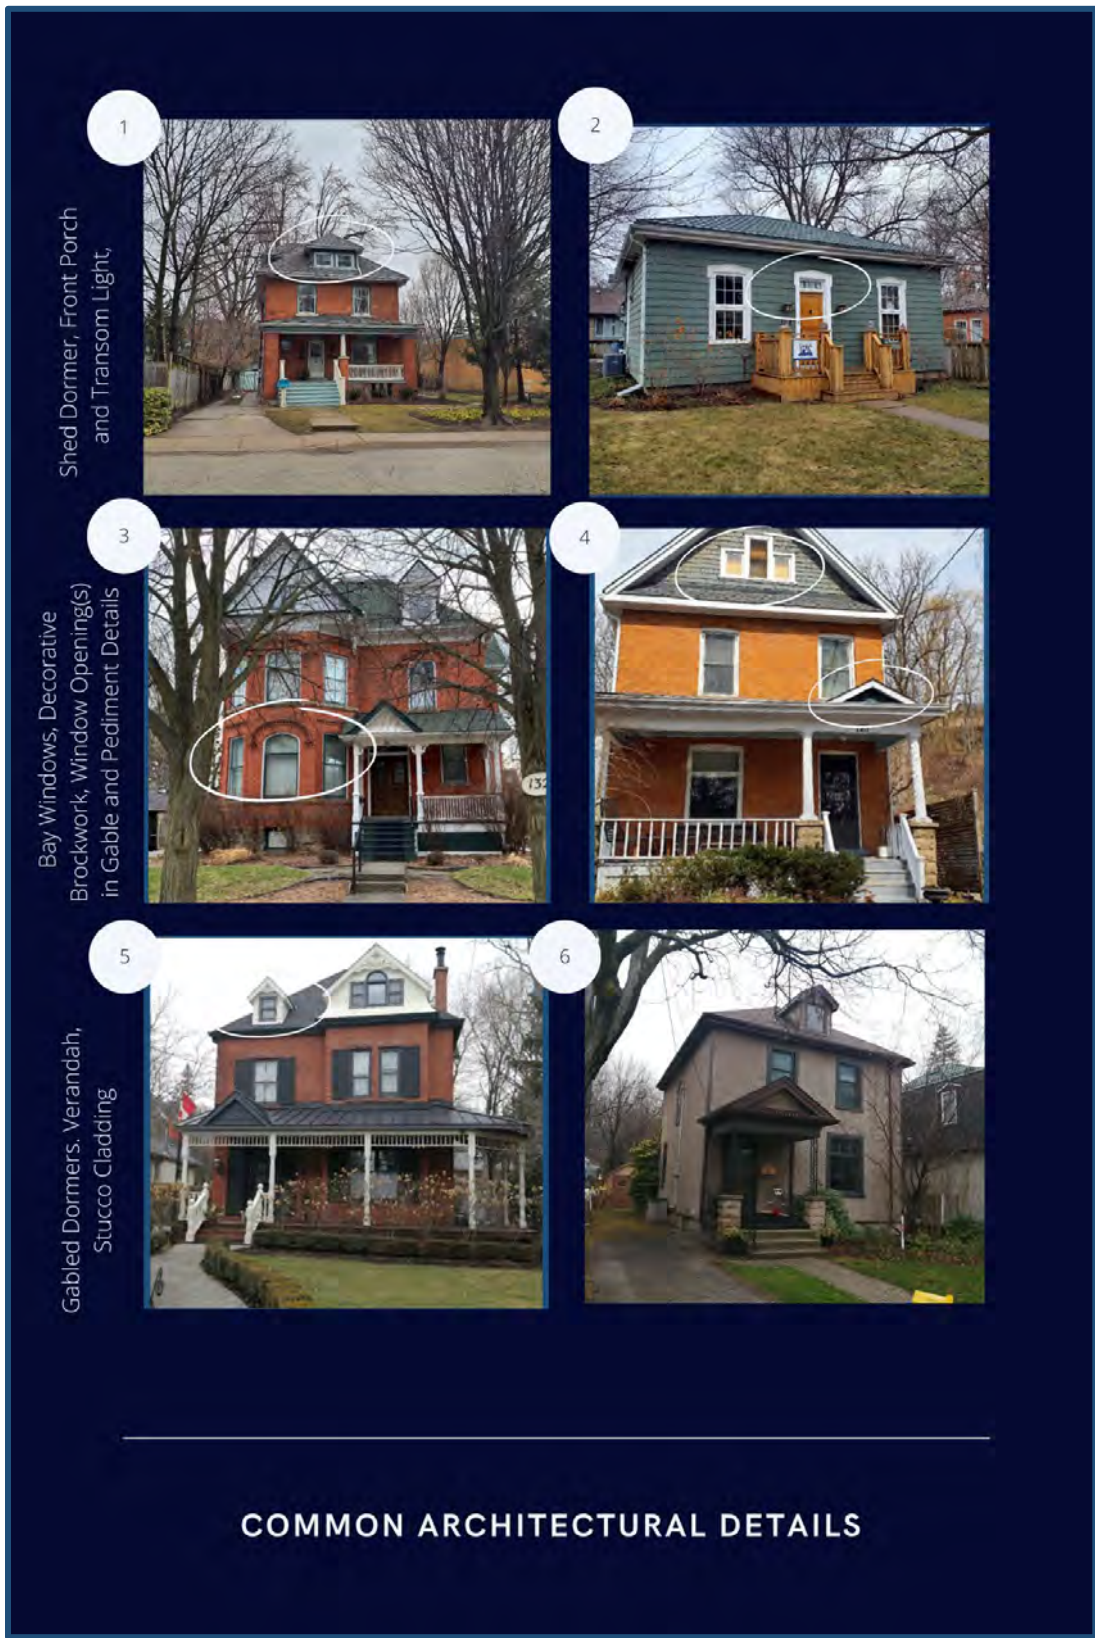 1
2
Shed Dormer, Front Porch
and Transom Light,
3
4
132
Bay Windows, Decorative
Brockwork, Window Opening(s)
in Gable and Pediment Details
5
6
Gabled Dormers. Verandah,
Stucco Cladding
COMMON ARCHITECTURAL DETAILS